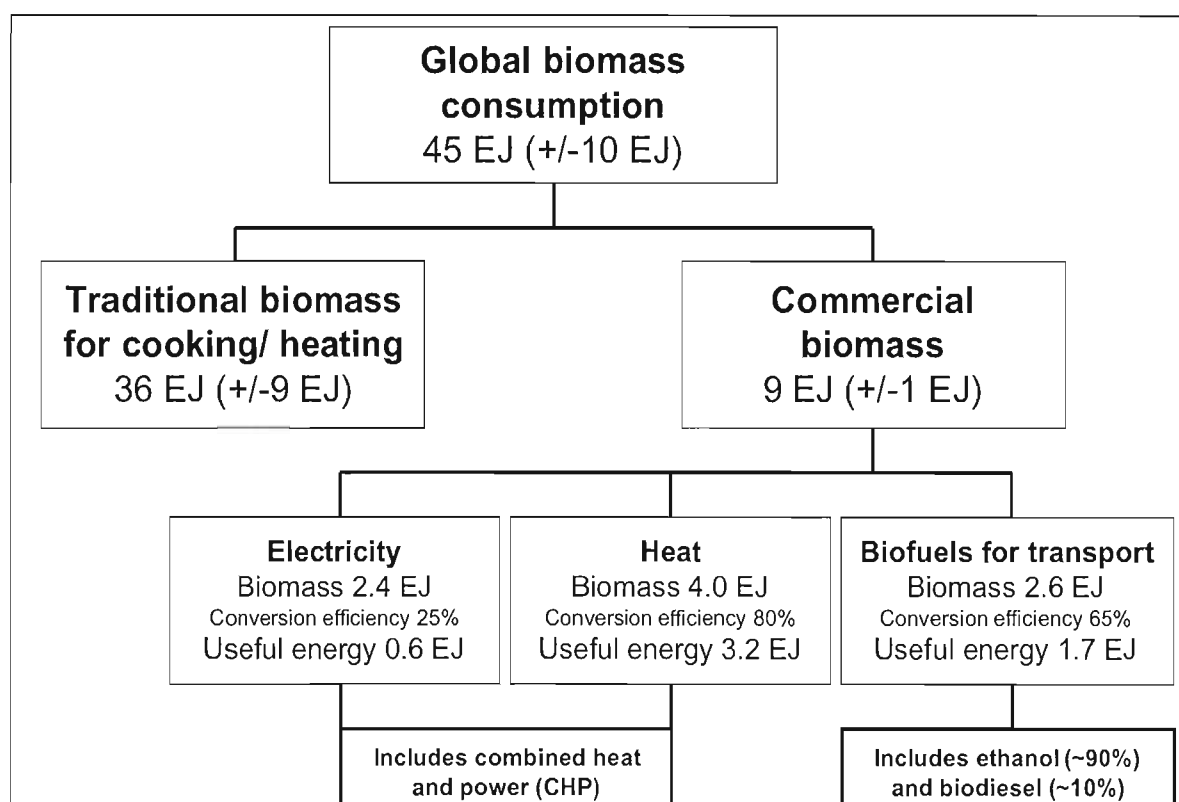 Global biomass
consumption
45 EJ (+/-10 EJ)
Traditional biomass
for cooking/ heating
36 EJ (+/-9 EJ)
Commercial
biomass
9 EJ (+/-1 EJ)
Electricity
Biomass 2.4 EJ
Conversion efficiency 25%
Useful energy 0.6 EJ
Heat
Biomass 4.0 EJ
Conversion efficiency 80%
Useful energy 3.2 EJ
Biofuels for transport
Biomass 2.6 EJ
Conversion efficiency 65%
Useful energy 1.7 EJ
Includes combined heat
and power (CHP)
Includes ethanol (~90%)
and biodiesel (~10%)